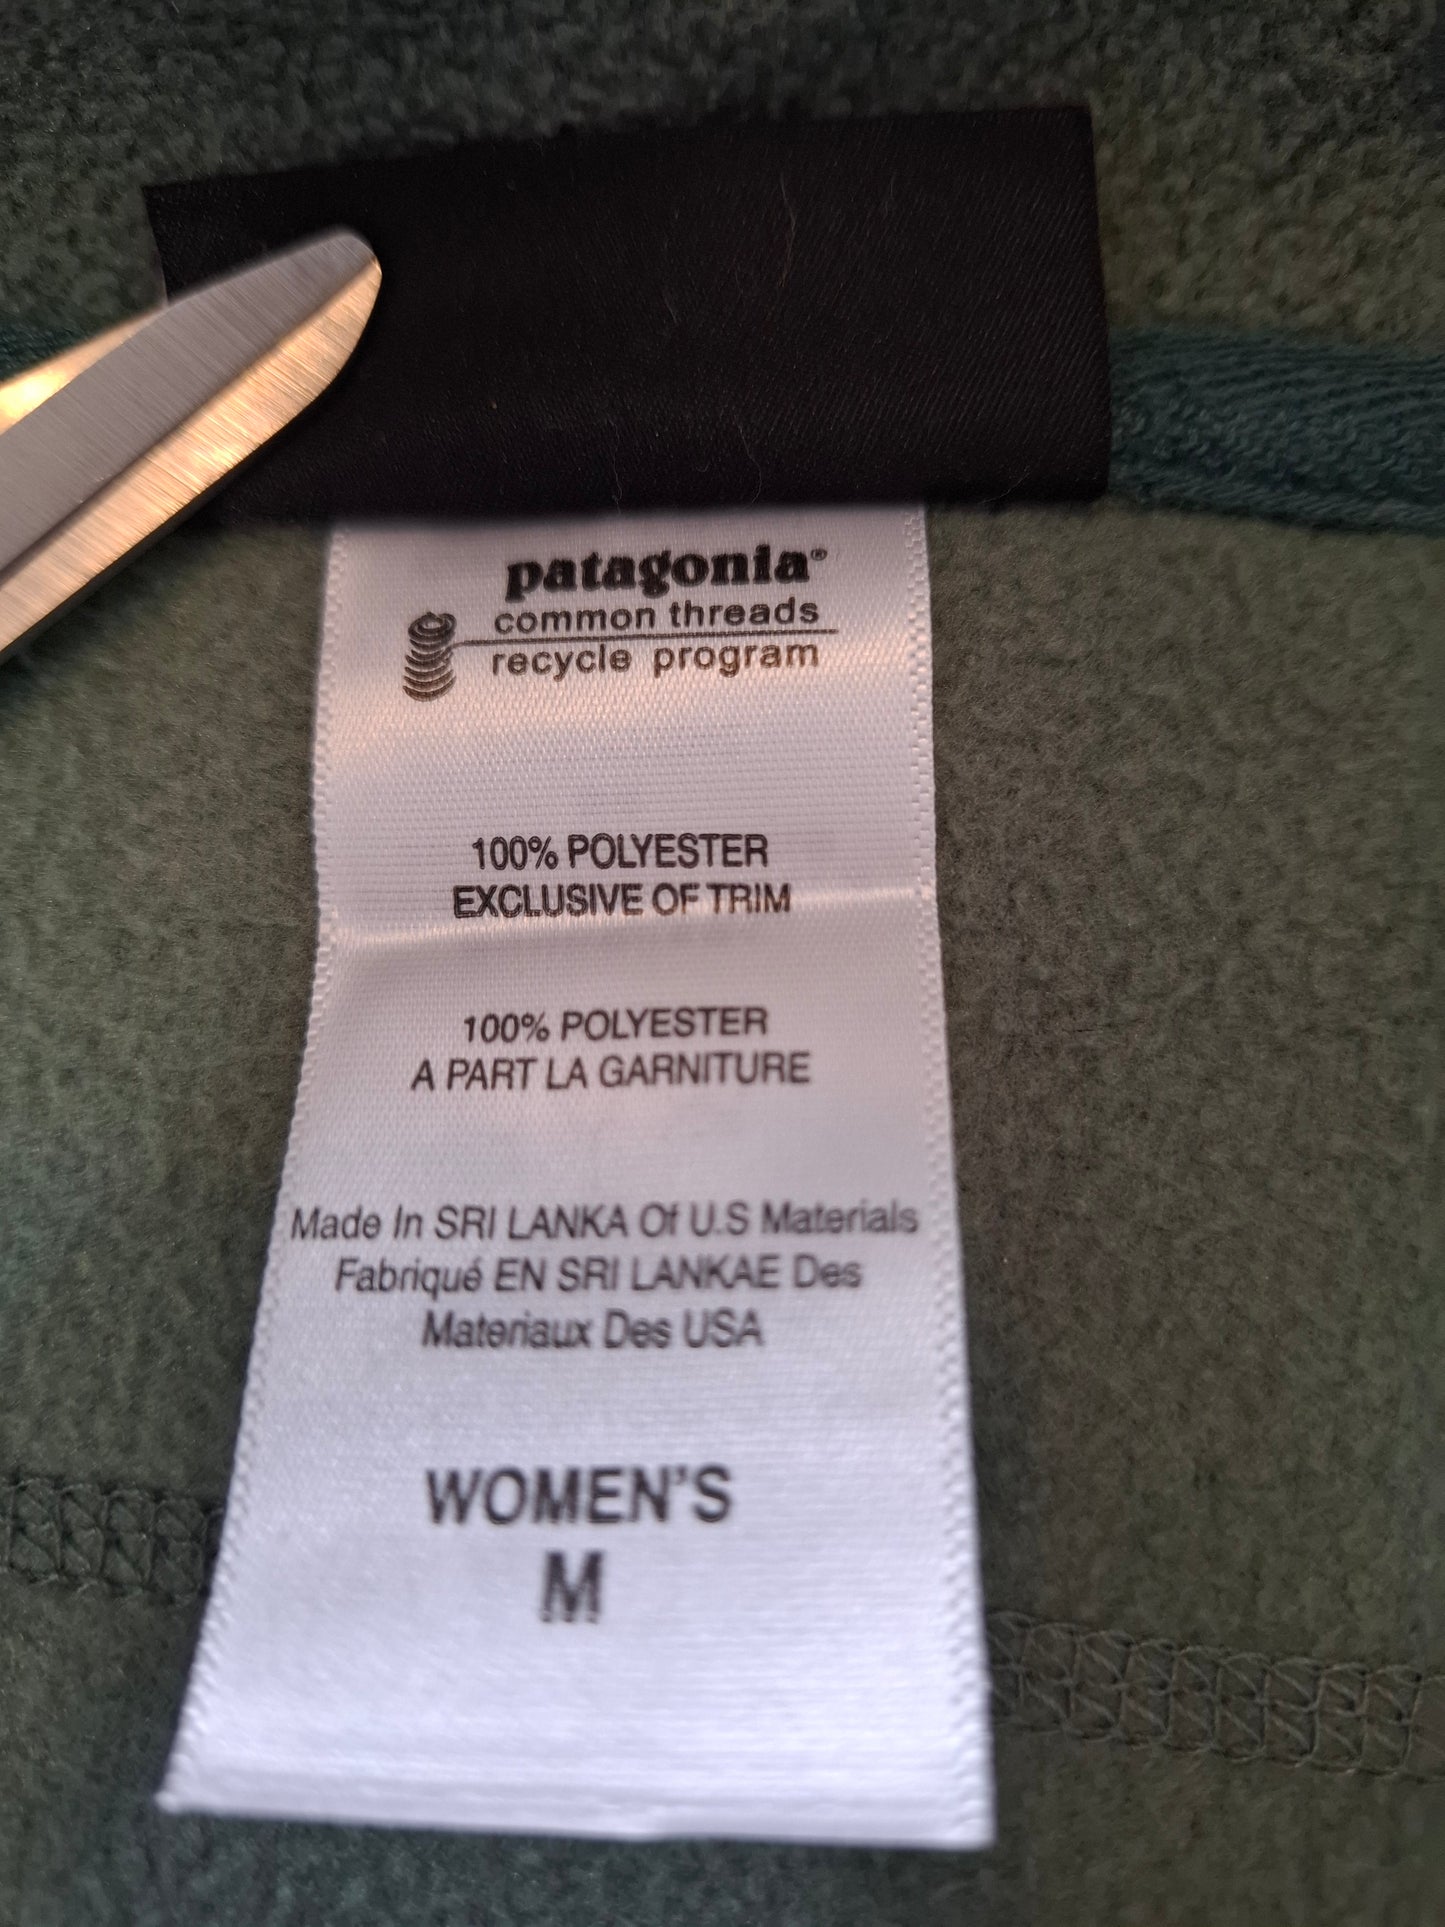 patagonia®
common threads
recycle program
100% POLYESTER
EXCLUSIVE OF TRIM
100% POLYESTER
A PART LA GARNITURE
Made In SRI LANKA Of U.S Materials
Fabriqué EN SRI LANKAE Des
Materiaux Des USA
WOMEN'S
M